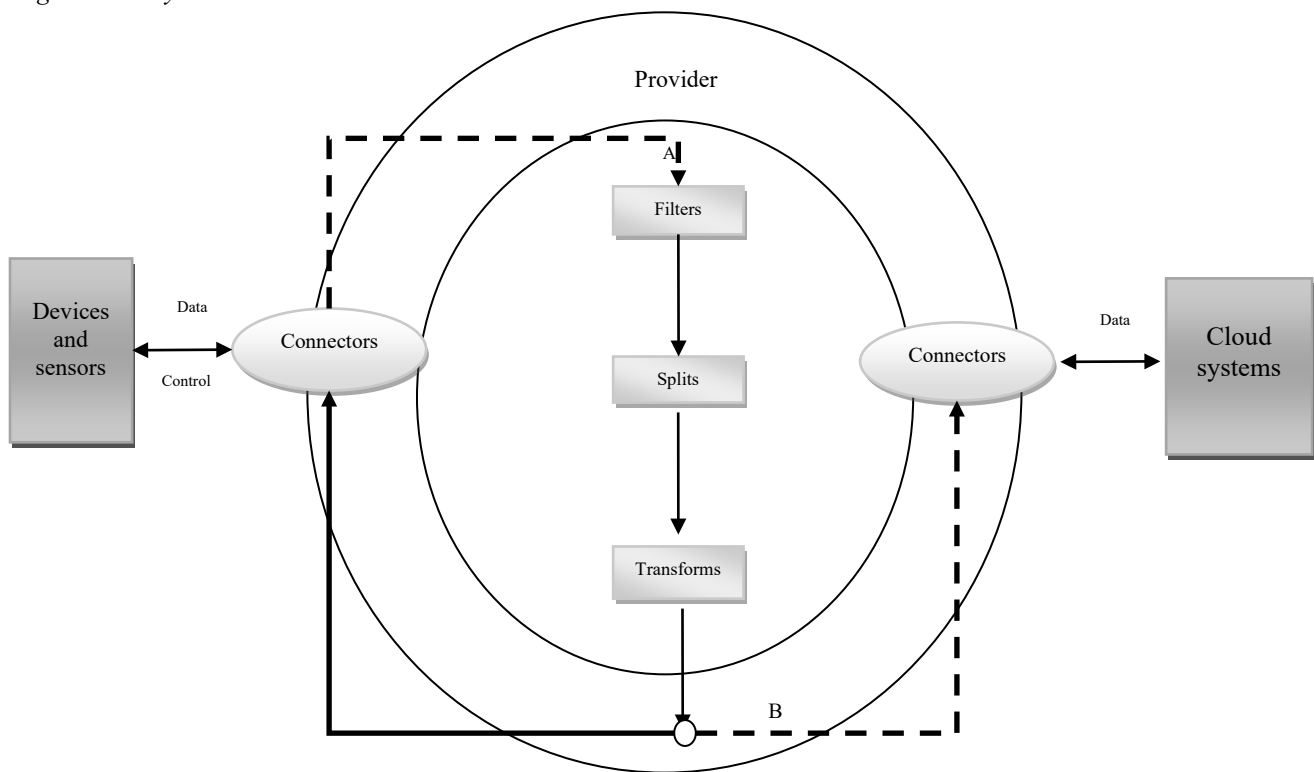 Provider
A
Filters
Devices
and
sensors
Data
Control
Connectors
Splits
Connectors
Data
Cloud
systems
Transforms
B